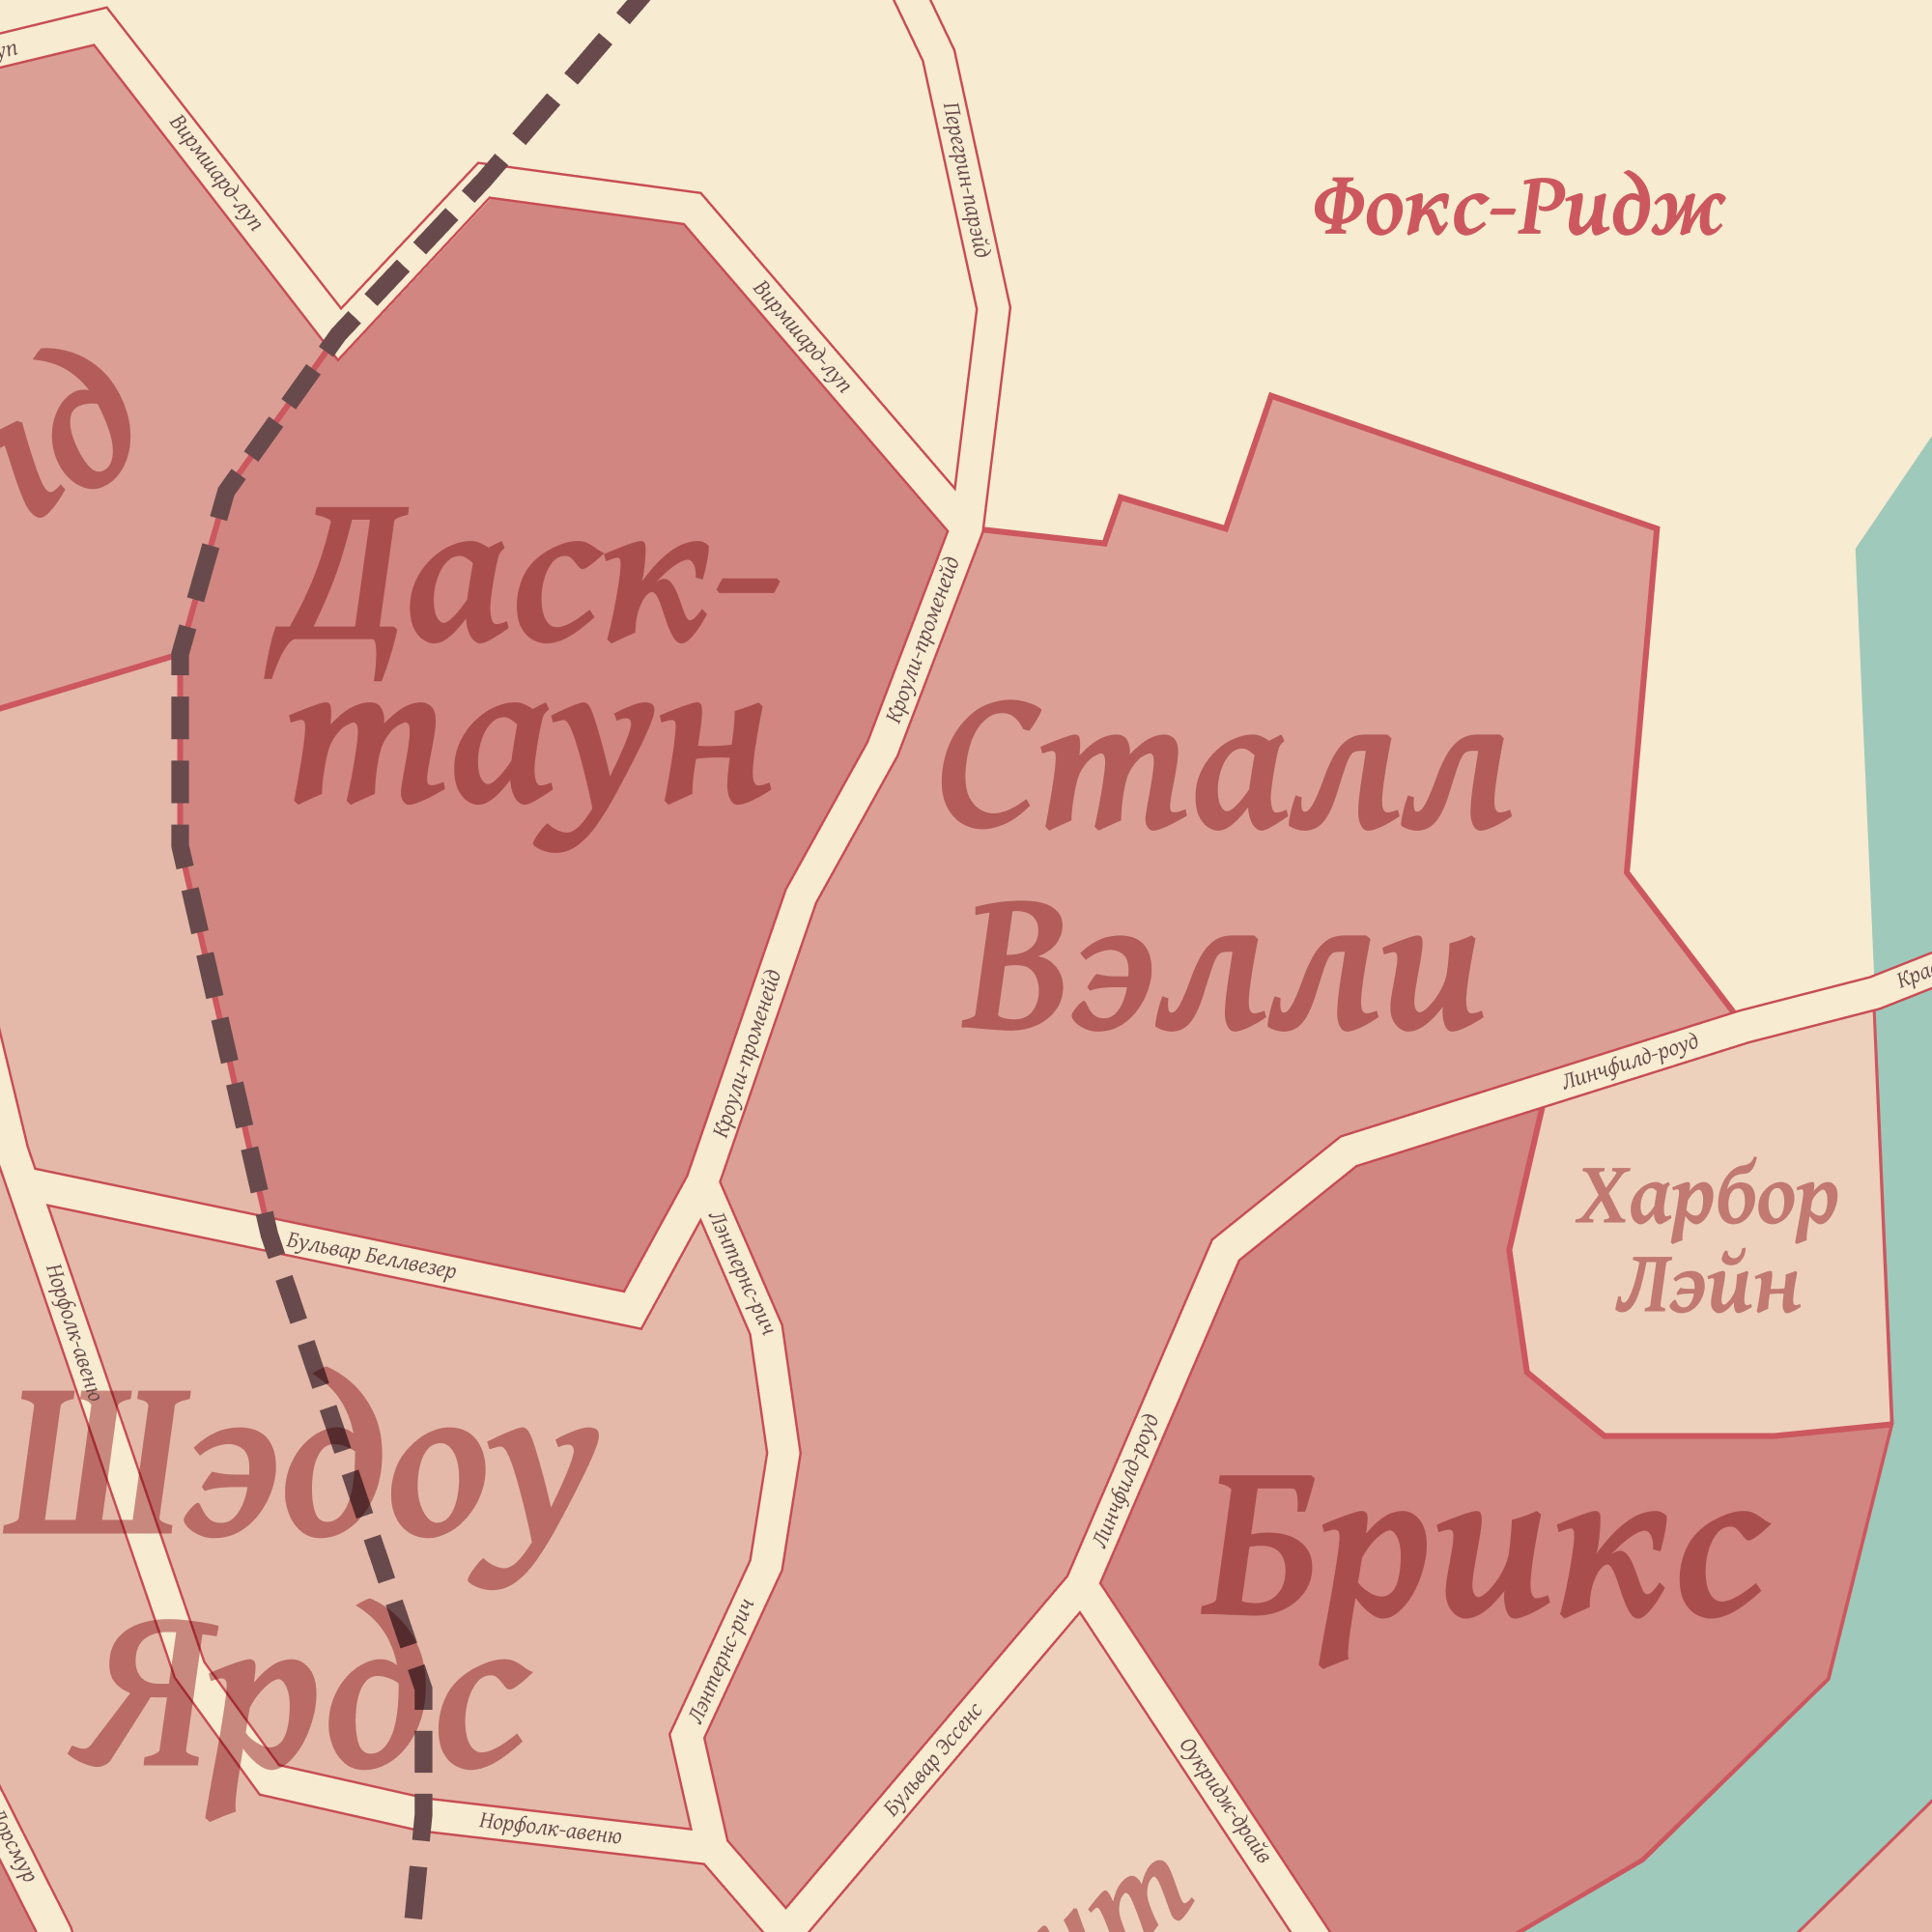 Вирмшард-луп
Перегрин-парэйд
Фокс-Ридж
Вирмшард-луп
Даск-
таун
Кроули-променейд
Сталл
Вэлли
Кроули-променейд
Линчфилд-роуд
Харбор
Лэйн
Бульвар Беллвезер
Лэнтернс-рич
Норфолк-авеню
Шэдоу
Ярдс
Линчфилд-роуд
Брикс
Лэнтернс-рич
Бульвар Эссенс
Оукридж-драйв
Норфолк-авеню